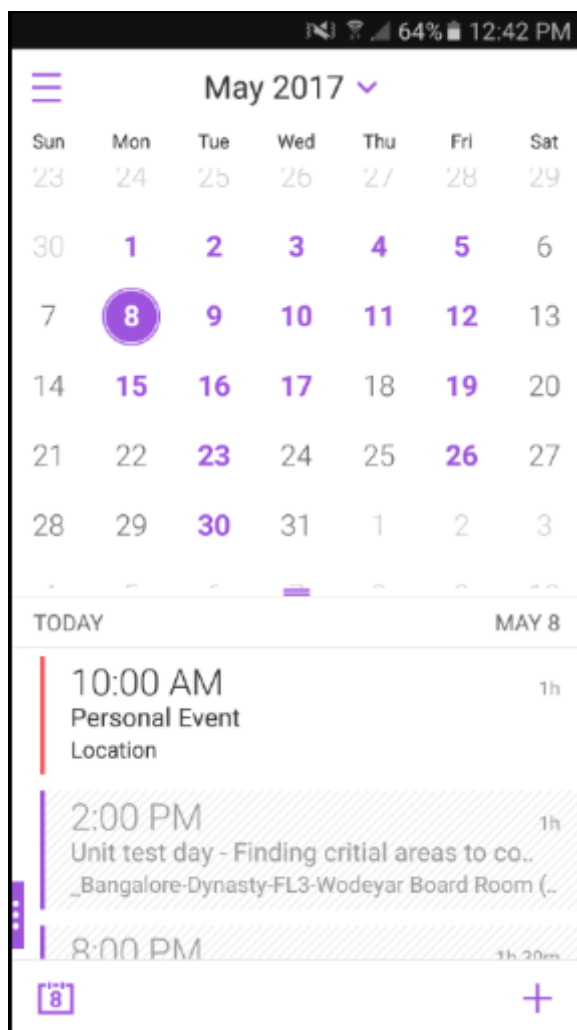 64% 12:42 PM
May 2017
Sun Mon Tue Wed Thu Fri Sat
23 24 25 26 27 28 29
30 1 2 3 4 5 6
7 8 9 10 11 12 13
14 15 16 17 18 19 20
21 22 23 24 25 26 27
28 29 30 31 1 2 3
TODAY MAY 8
10:00 AM 1h
Personal Event
Location
2:00 PM 1h
Unit test day - Finding critial areas to co..
_Bangalore-Dynasty-FL3-Wodeyar Board Room (..
8:00 PM 1h 30m
8